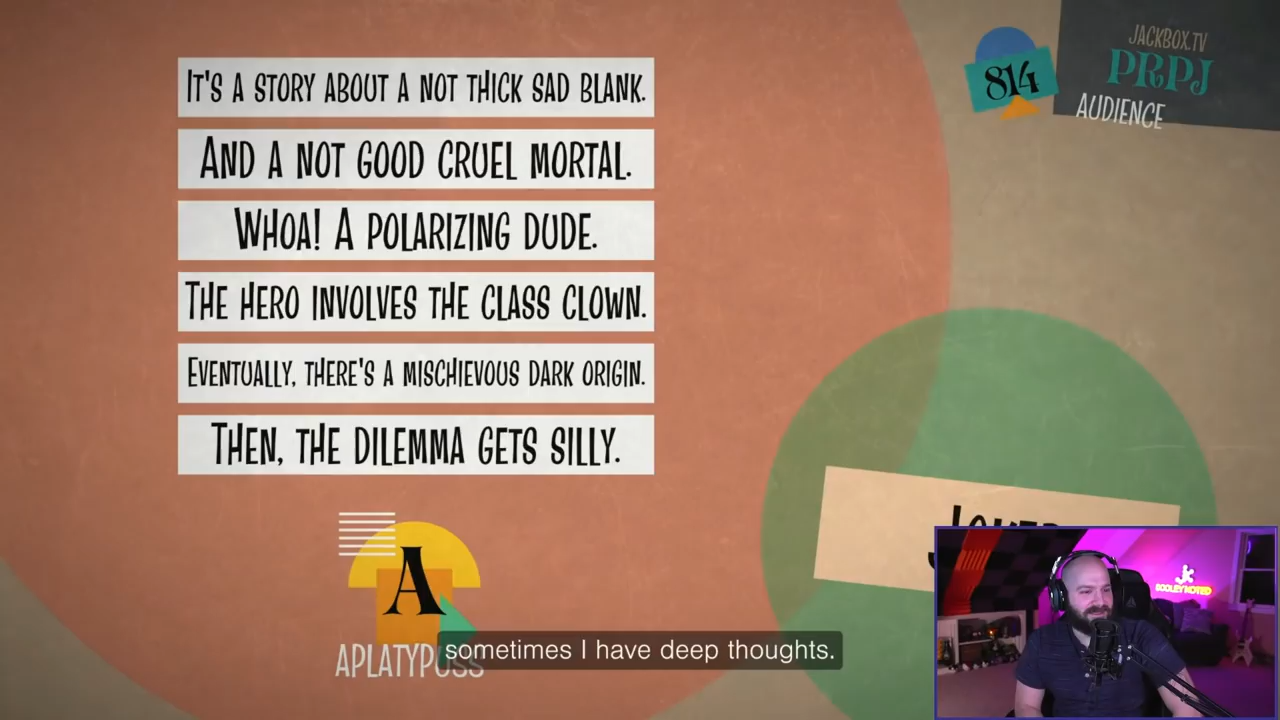 IT'S A STORY ABOUT A NOT THICK SAD BLANK.
AND A NOT GOOD CRUEL MORTAL.
WHOA! A POLARIZING DUDE.
THE HERO INVOLVES THE CLASS CLOWN.
EVENTUALLY, THERE'S A MISCHIEVOUS DARK ORIGIN.
THEN, THE DILEMMA GETS SILLY.
JACKBOX.TV
PRPJ
814
AUDIENCE
A
APLATYPUSS
sometimes I have deep thoughts.